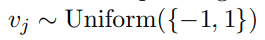 v_j ∼ Uniform({−1, 1})